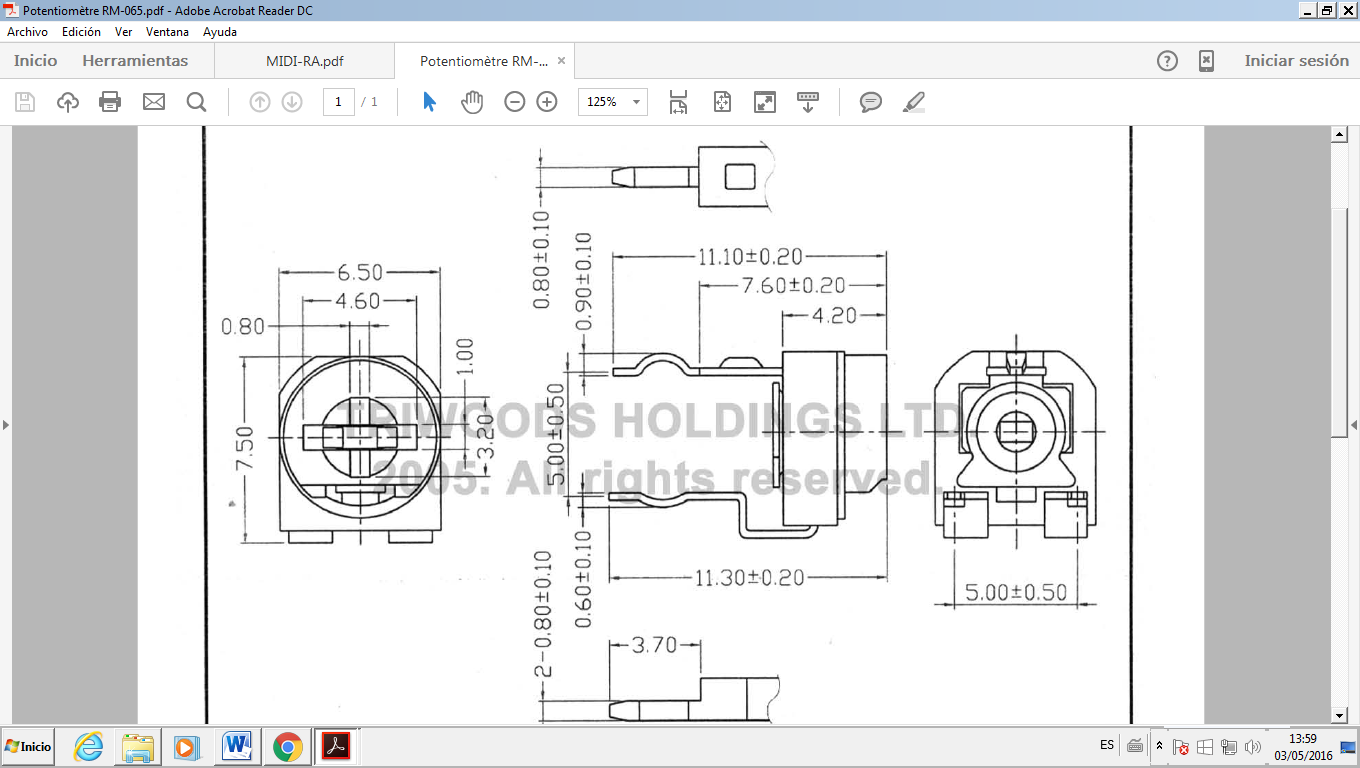 Potentiomètre RM-065.pdf - Adobe Acrobat Reader DC
Archivo Edición Ver Ventana Ayuda
Inicio Herramientas MIDI-RA.pdf Potentiomètre RM-... × Iniciar sesión
1 / 1 125%
0.80±0.10
0.90±0.10
11.10±0.20
7.60±0.20
4.20
6.50
4.60
0.80
1.00
3.20
7.50
5.00±0.50
TRIWOODS HOLDINGS LTD
2005. All rights reserved.
0.60±0.10
11.30±0.20
5.00±0.50
2-0.80±0.10
3.70
Inicio ES 13:59
03/05/2016